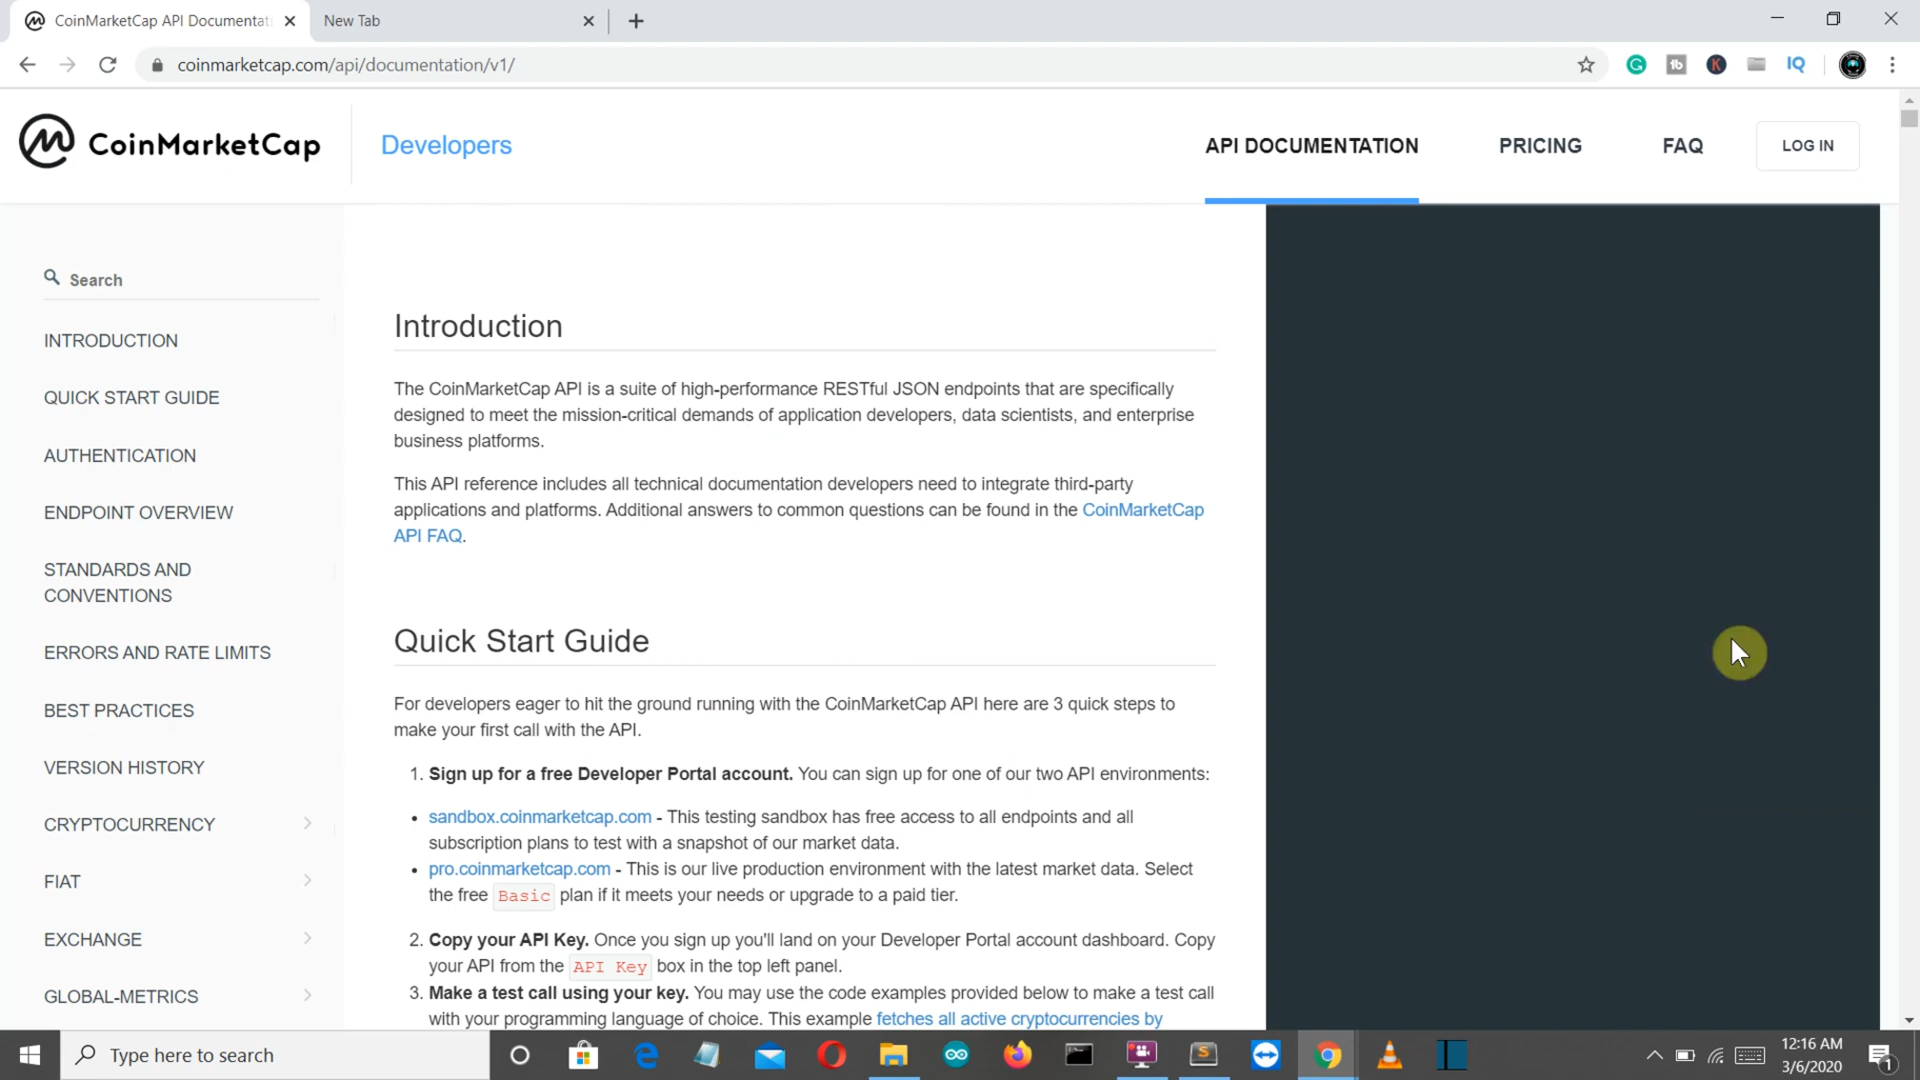 CoinMarketCap API Documentat
New Tab
coinmarketcap.com/api/documentation/v1/
CoinMarketCap
Developers
API DOCUMENTATION
PRICING
FAQ
LOG IN
Search
INTRODUCTION
QUICK START GUIDE
AUTHENTICATION
ENDPOINT OVERVIEW
STANDARDS AND
CONVENTIONS
ERRORS AND RATE LIMITS
BEST PRACTICES
VERSION HISTORY
CRYPTOCURRENCY
FIAT
EXCHANGE
GLOBAL-METRICS
Introduction
The CoinMarketCap API is a suite of high-performance RESTful JSON endpoints that are specifically
designed to meet the mission-critical demands of application developers, data scientists, and enterprise
business platforms.
This API reference includes all technical documentation developers need to integrate third-party
applications and platforms. Additional answers to common questions can be found in the CoinMarketCap
API FAQ.
Quick Start Guide
For developers eager to hit the ground running with the CoinMarketCap API here are 3 quick steps to
make your first call with the API.
1. Sign up for a free Developer Portal account. You can sign up for one of our two API environments:
• sandbox.coinmarketcap.com - This testing sandbox has free access to all endpoints and all
subscription plans to test with a snapshot of our market data.
• pro.coinmarketcap.com - This is our live production environment with the latest market data. Select
the free Basic plan if it meets your needs or upgrade to a paid tier.
2. Copy your API Key. Once you sign up you'll land on your Developer Portal account dashboard. Copy
your API from the API Key box in the top left panel.
3. Make a test call using your key. You may use the code examples provided below to make a test call
with your programming language of choice. This example fetches all active cryptocurrencies by
Type here to search
12:16 AM
3/6/2020
1
G
tb
K
IQ
S